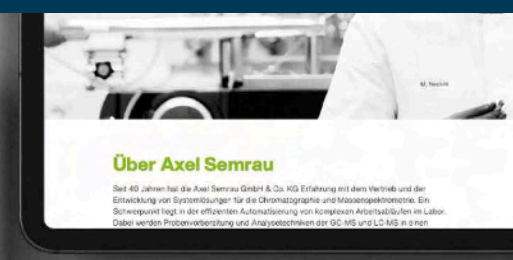 Über Axel Semrau
Seit 40 Jahren hat die Axel Semrau GmbH & Co. KG Erfahrung mit dem Vertrieb und der
Entwicklung von Systemlösungen für die Chromatographie und Massenspektrometrie. Ein
Schwerpunkt liegt in der effizienten Automatisierung von komplexen Arbeitsabläufen im Labor.
Dabei werden Probenvorbereitung und Analysetechniken der GC-MS und LC-MS in einen